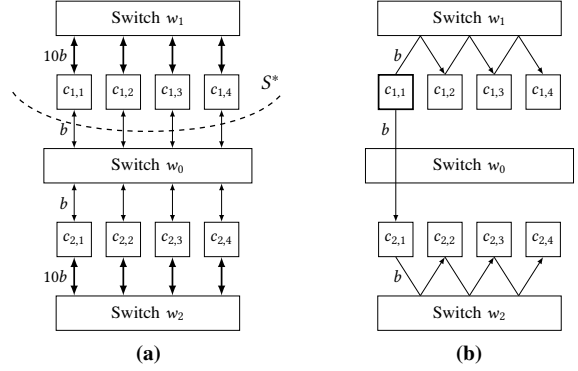 Switch w1
10b
c1,1 c1,2 c1,3 c1,4
S*
b
Switch w0
b
c2,1 c2,2 c2,3 c2,4
10b
Switch w2
(a)
Switch w1
b
c1,1 c1,2 c1,3 c1,4
b
Switch w0
c2,1 c2,2 c2,3 c2,4
b
Switch w2
(b)